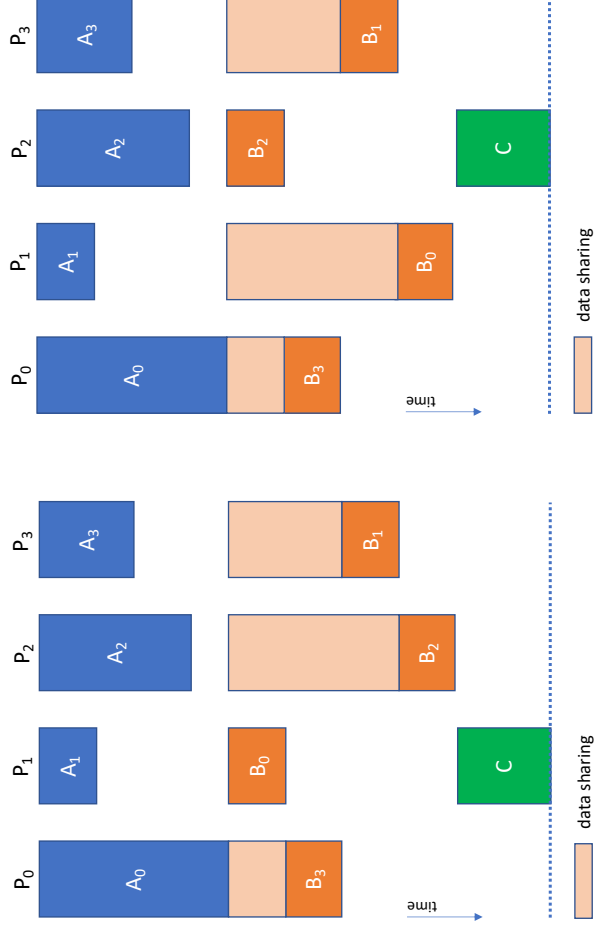 P₀ P₁ P₂ P₃
A₀ A₁ A₂ A₃
B₀
B₃ B₁
B₂
time
C
data sharing
P₀ P₁ P₂ P₃
A₀ A₁ A₂ A₃
B₂
B₃ B₁
B₀
time
C
data sharing